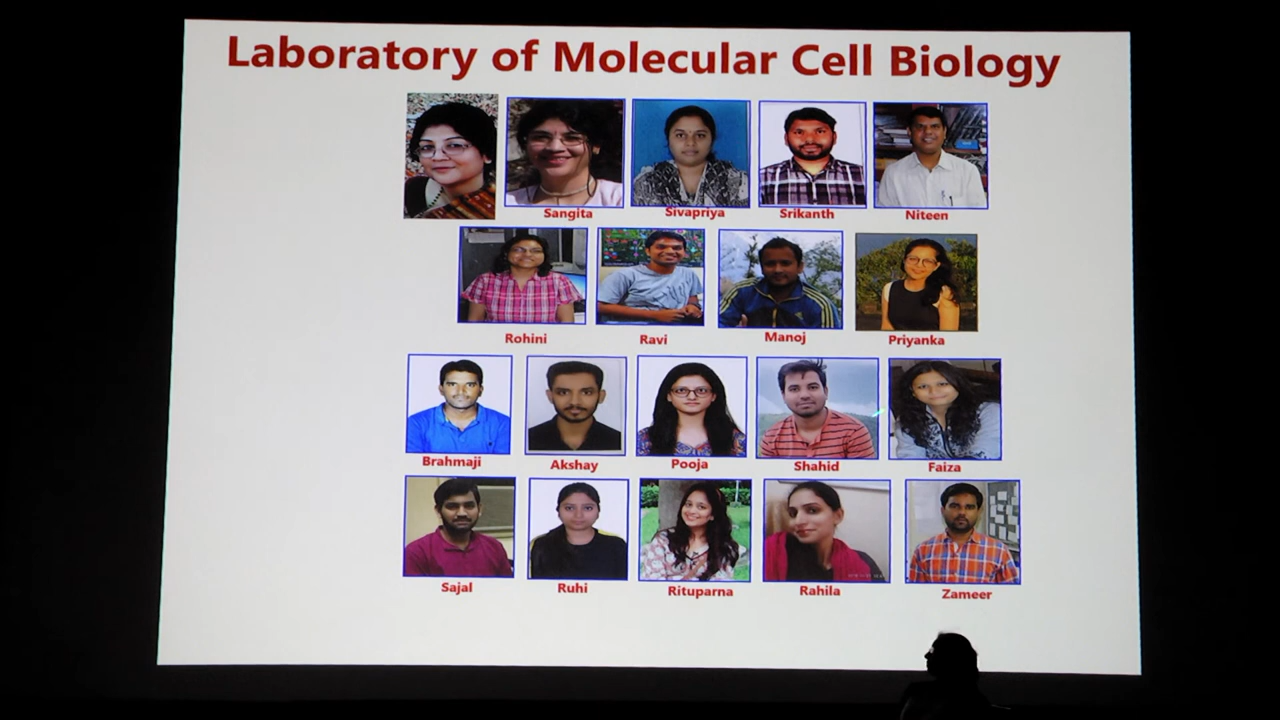 Laboratory of Molecular Cell Biology
Sangita Sivapriya Srikanth Niteen
Rohini Ravi Manoj Priyanka
Brahmaji Akshay Pooja Shahid Faiza
Sajal Ruhi Rituparna Rahila Zameer